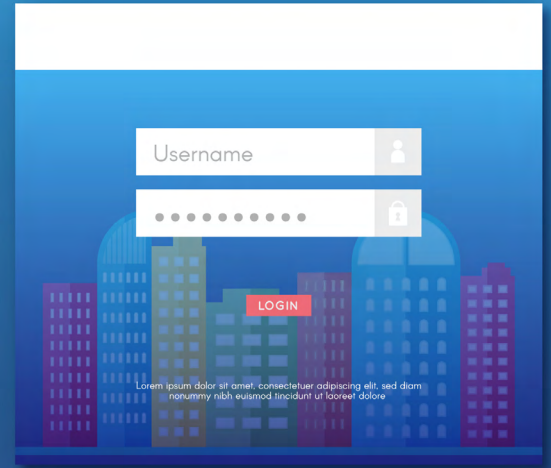 Username
LOGIN
Lorem ipsum dolor sit amet, consectetuer adipiscing elit, sed diam
nonummy nibh euismod tincidunt ut laoreet dolore